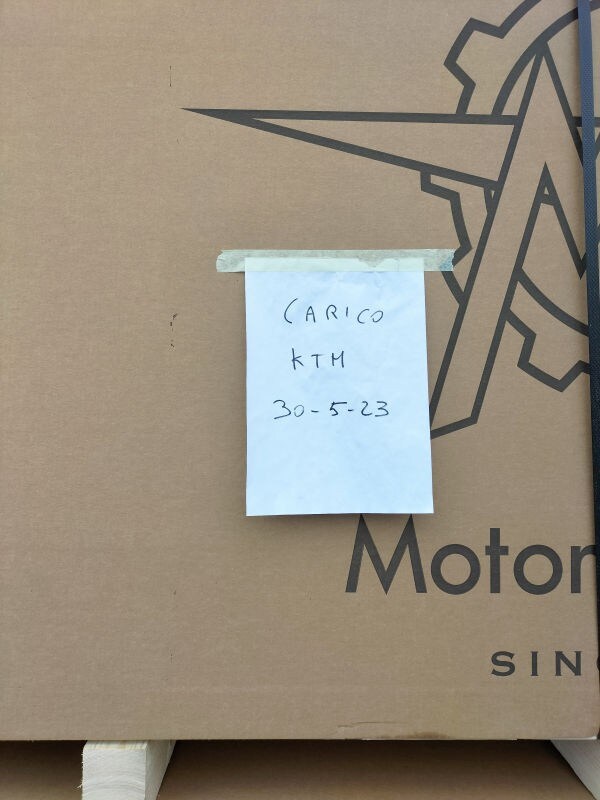 CARICO
KTM
30-5-23
Motor
SIN